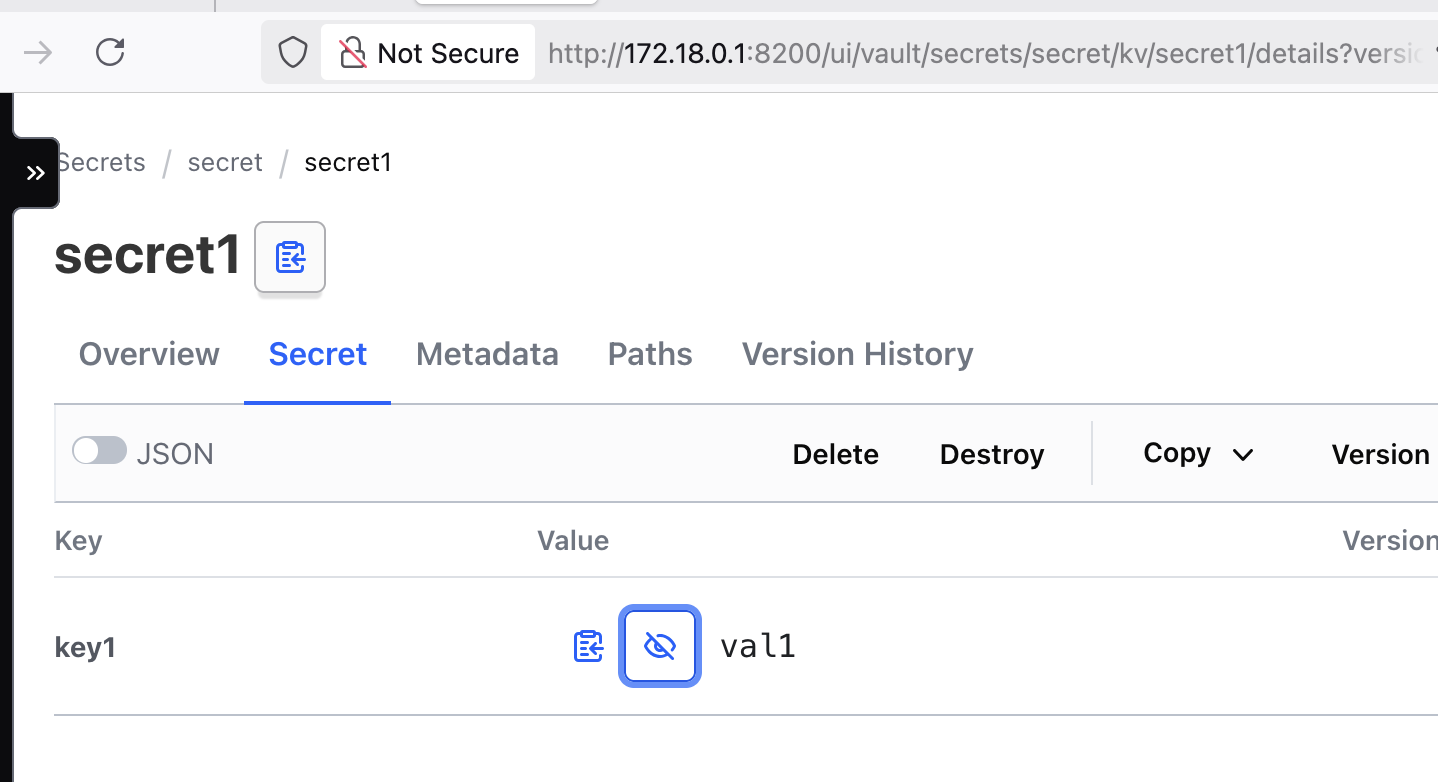 Not Secure http://172.18.0.1:8200/ui/vault/secrets/secret/kv/secret1/details?versio
Secrets / secret / secret1
secret1
Overview Secret Metadata Paths Version History
JSON Delete Destroy Copy Version
Key Value Version
key1 val1